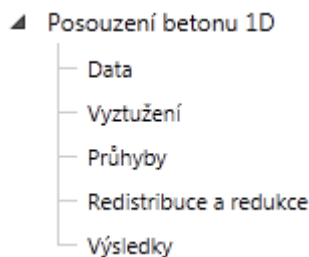 Posouzení betonu 1D
Data
Vyztužení
Průhyby
Redistribuce a redukce
Výsledky